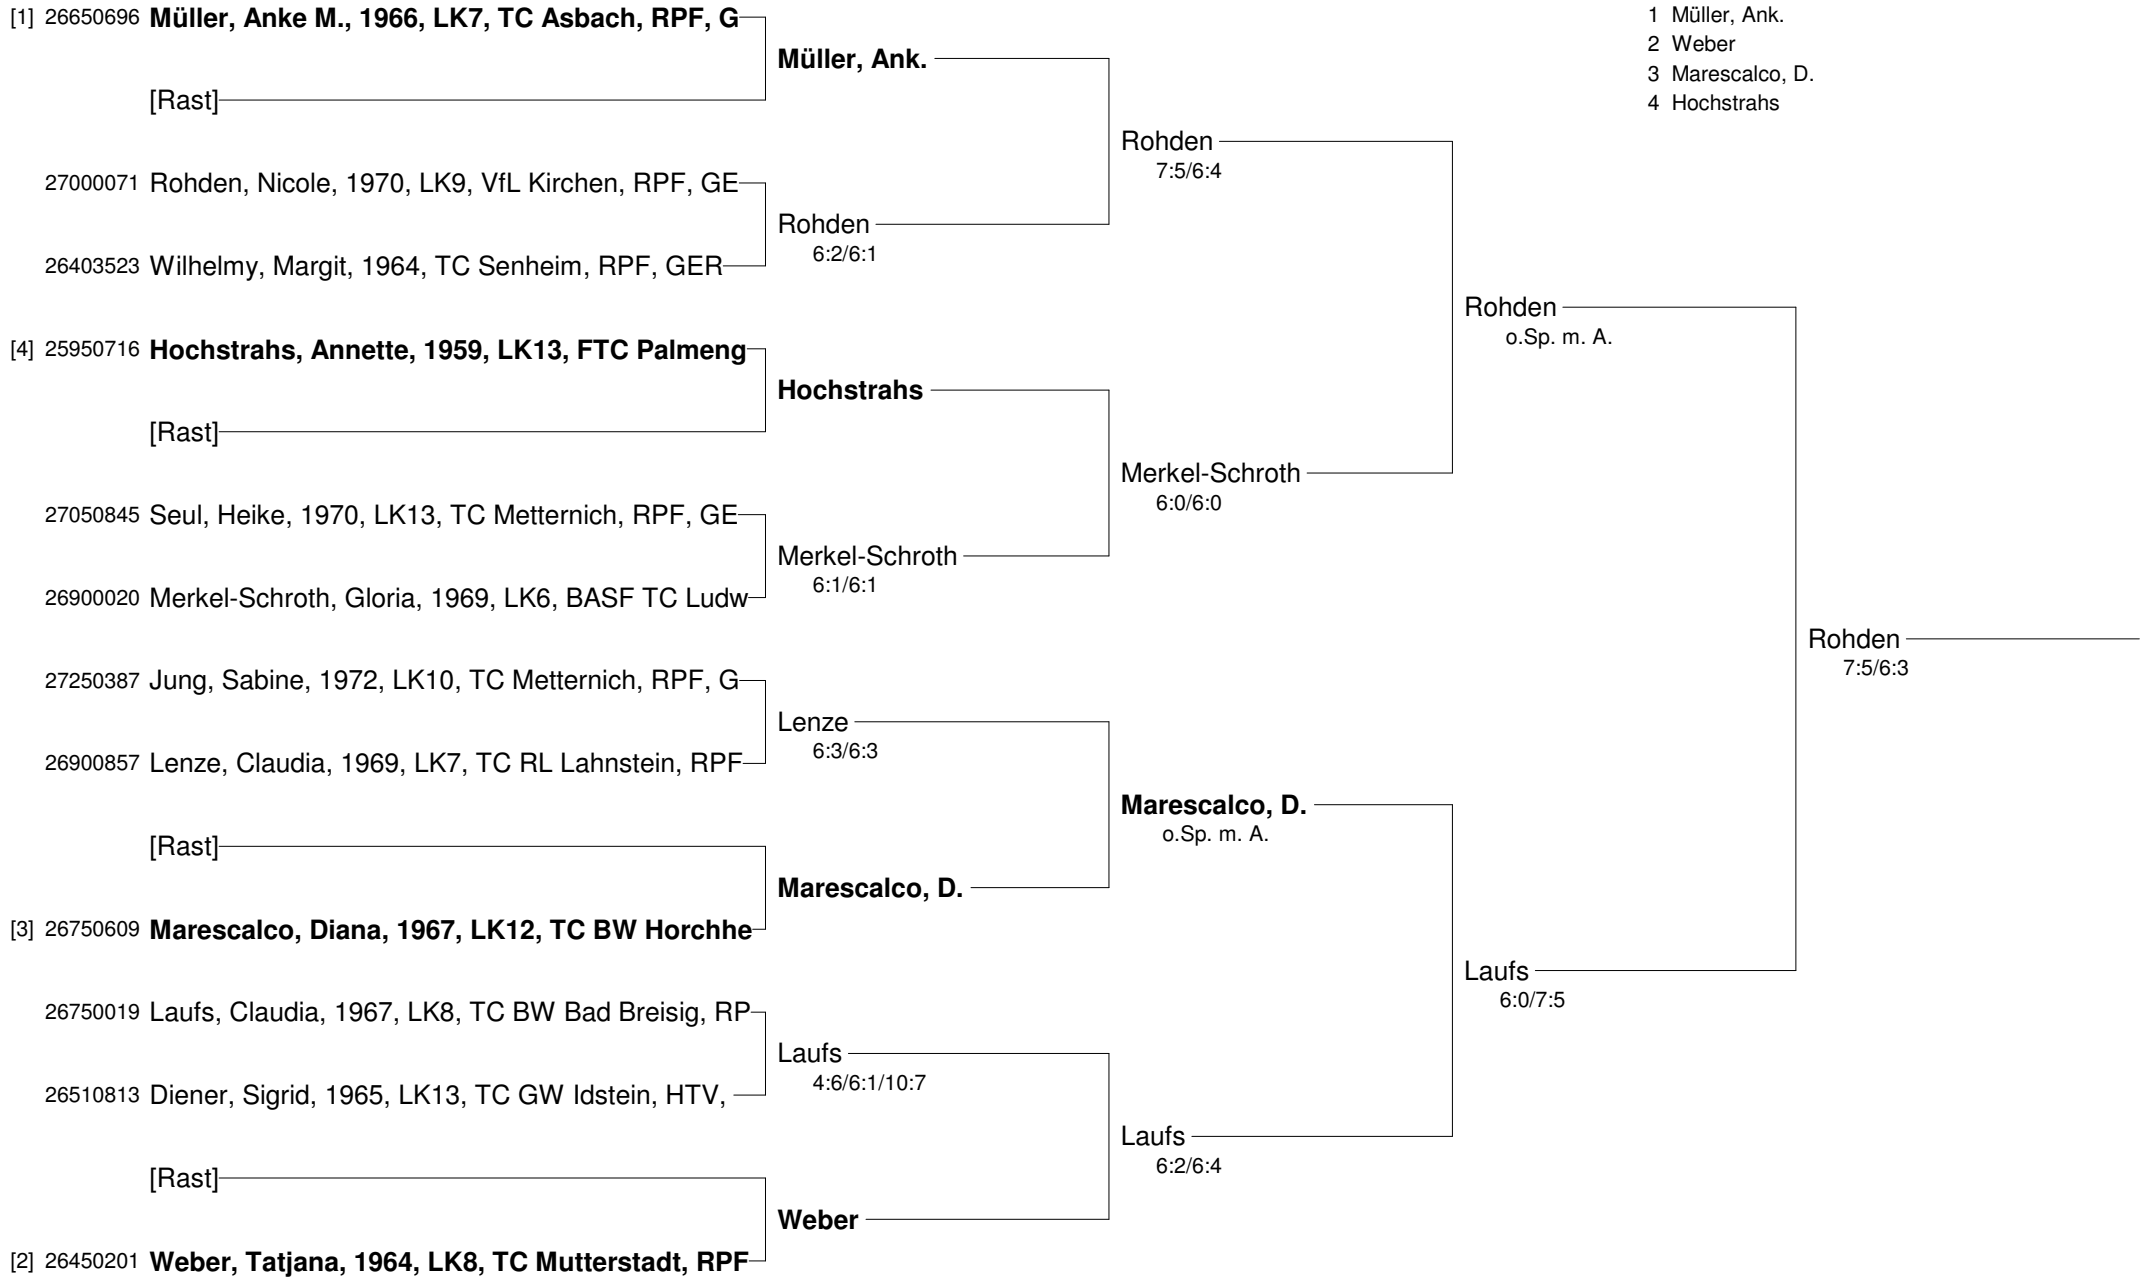 [1] 26650696 Müller, Anke M., 1966, LK7, TC Asbach, RPF, G
[Rast]
27000071 Rohden, Nicole, 1970, LK9, VfL Kirchen, RPF, GE
26403523 Wilhelmy, Margit, 1964, TC Senheim, RPF, GER
[4] 25950716 Hochstrahs, Annette, 1959, LK13, FTC Palmeng
[Rast]
27050845 Seul, Heike, 1970, LK13, TC Metternich, RPF, GE
26900020 Merkel-Schroth, Gloria, 1969, LK6, BASF TC Ludw
27250387 Jung, Sabine, 1972, LK10, TC Metternich, RPF, G
26900857 Lenze, Claudia, 1969, LK7, TC RL Lahnstein, RPF
[Rast]
[3] 26750609 Marescalco, Diana, 1967, LK12, TC BW Horchhe
26750019 Laufs, Claudia, 1967, LK8, TC BW Bad Breisig, RP
26510813 Diener, Sigrid, 1965, LK13, TC GW Idstein, HTV,
[Rast]
[2] 26450201 Weber, Tatjana, 1964, LK8, TC Mutterstadt, RPF
Müller, Ank.
Rohden
6:2/6:1
Hochstrahs
Merkel-Schroth
6:1/6:1
Lenze
6:3/6:3
Marescalco, D.
Laufs
4:6/6:1/10:7
Weber
Rohden
7:5/6:4
Merkel-Schroth
6:0/6:0
Marescalco, D.
o.Sp. m. A.
Laufs
6:2/6:4
Rohden
o.Sp. m. A.
Laufs
6:0/7:5
Rohden
7:5/6:3
1 Müller, Ank.
2 Weber
3 Marescalco, D.
4 Hochstrahs